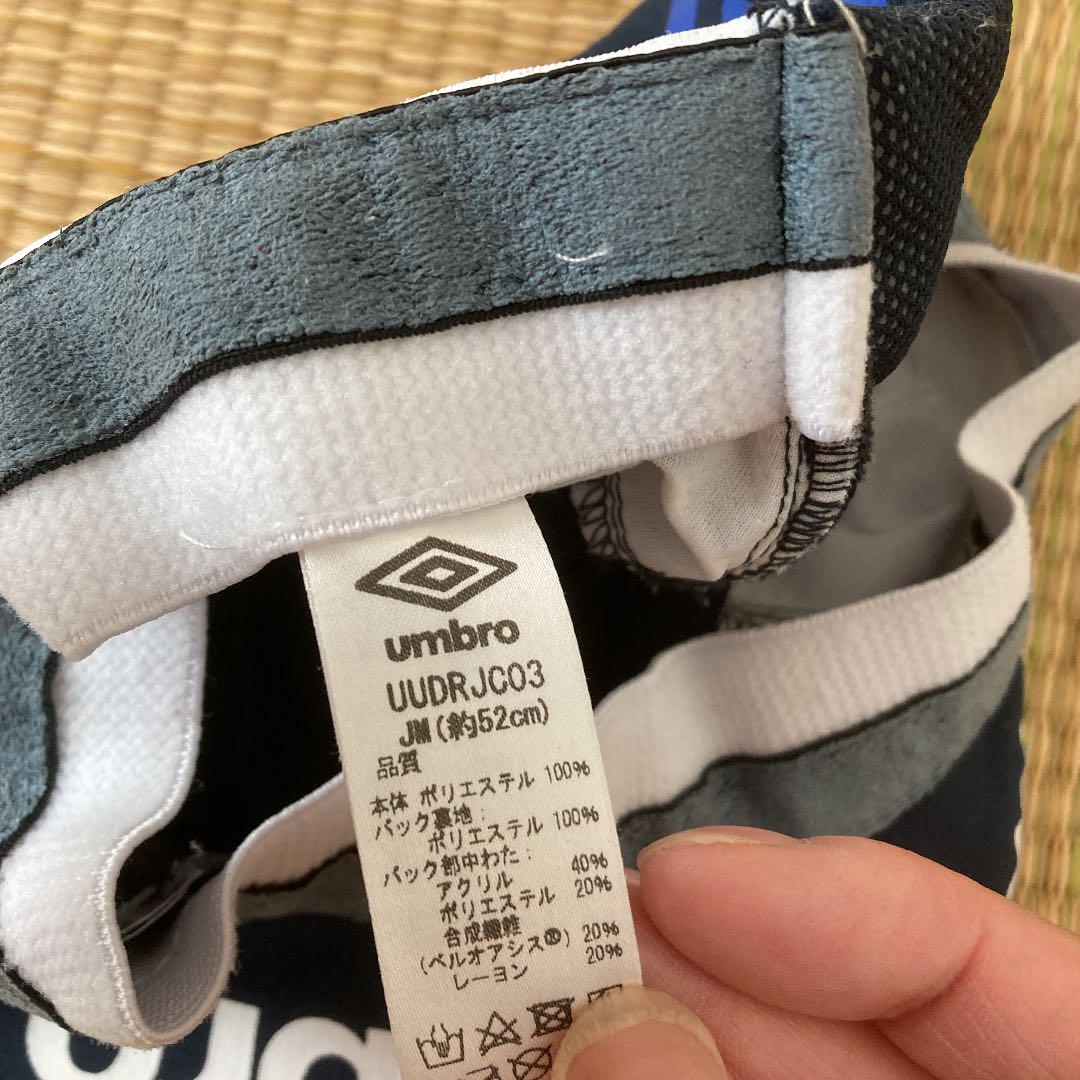 umbro
UUDRJC03
JM(約52cm)
品質
本体 ポリエステル 100%
パック裏地:
ポリエステル 100%
パック部中わた:
アクリル 40%
ポリエステル 20%
合成繊維
(ベルオアシス®) 20%
レーヨン 20%